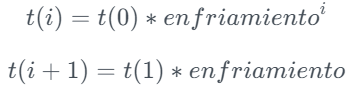 t(i) = t(0) * enfriamiento^i
t(i + 1) = t(1) * enfriamiento